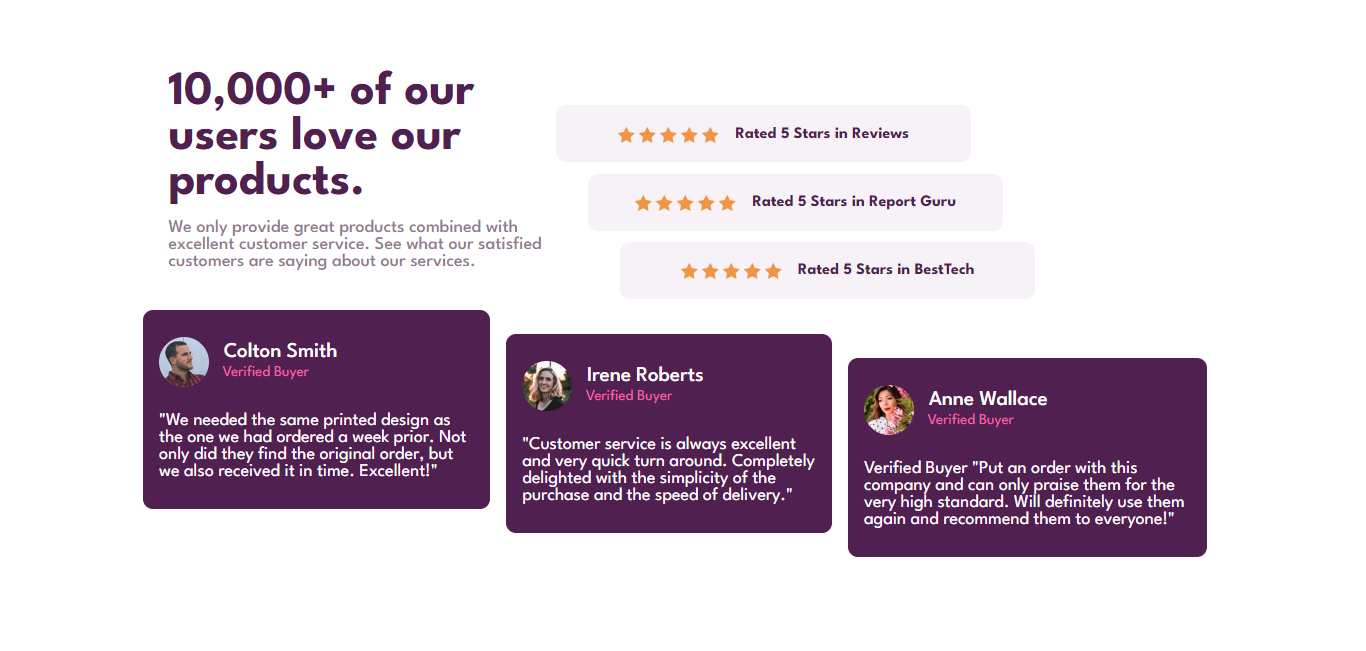 10,000+ of our
users love our
products.
We only provide great products combined with
excellent customer service. See what our satisfied
customers are saying about our services.
Rated 5 Stars in Reviews
Rated 5 Stars in Report Guru
Rated 5 Stars in BestTech
Colton Smith
Verified Buyer
"We needed the same printed design as
the one we had ordered a week prior. Not
only did they find the original order, but
we also received it in time. Excellent!"
Irene Roberts
Verified Buyer
"Customer service is always excellent
and very quick turn around. Completely
delighted with the simplicity of the
purchase and the speed of delivery."
Anne Wallace
Verified Buyer
Verified Buyer "Put an order with this
company and can only praise them for the
very high standard. Will definitely use them
again and recommend them to everyone!"